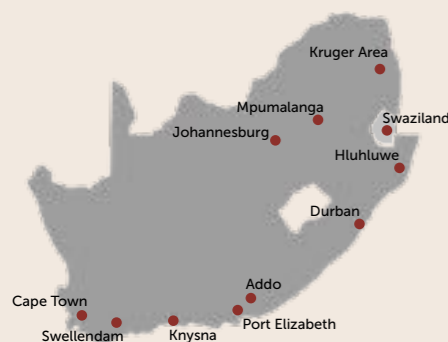 Kruger Area
Mpumalanga
Swaziland
Johannesburg
Hluhluwe
Durban
Addo
Cape Town
Port Elizabeth
Swellendam
Knysna